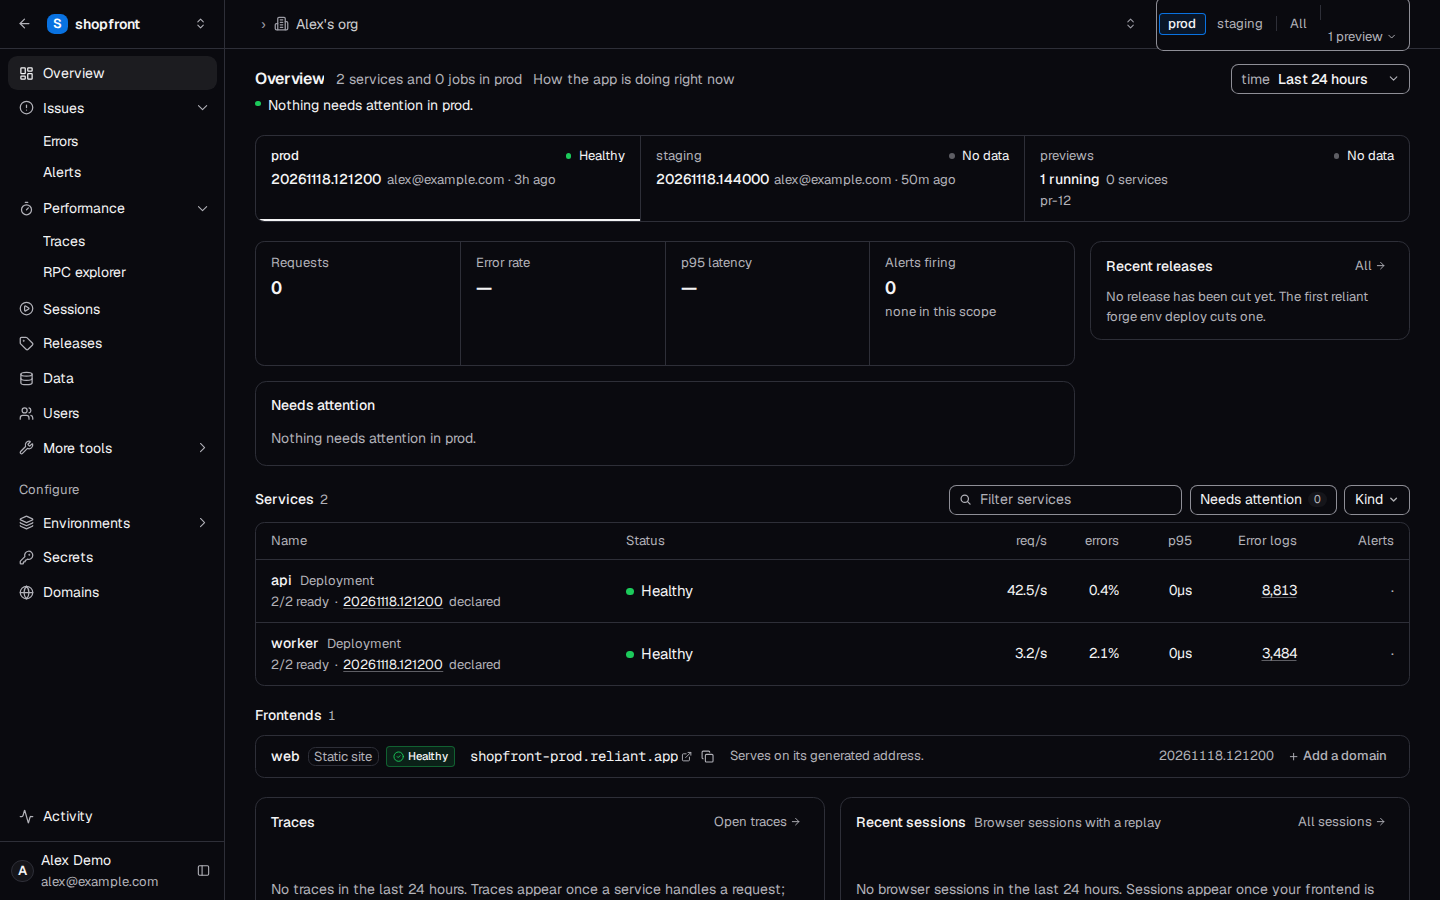 S shopfront
Overview
Issues
Errors
Alerts
Performance
Traces
RPC explorer
Sessions
Releases
Data
Users
More tools
Configure
Environments
Secrets
Domains
Activity
A Alex Demo
alex@example.com
› Alex's org
prod staging All 1 preview
Overview 2 services and 0 jobs in prod How the app is doing right now
time Last 24 hours
Nothing needs attention in prod.
prod Healthy
20261118.121200 alex@example.com · 3h ago
staging No data
20261118.144000 alex@example.com · 50m ago
previews No data
1 running 0 services
pr-12
Requests
0
Error rate
—
p95 latency
—
Alerts firing
0
none in this scope
Recent releases All →
No release has been cut yet. The first reliant
forge env deploy cuts one.
Needs attention
Nothing needs attention in prod.
Services 2
Filter services
Needs attention 0
Kind
Name Status req/s errors p95 Error logs Alerts
api Deployment
2/2 ready · 20261118.121200 declared
Healthy 42.5/s 0.4% 0µs 8,813 ·
worker Deployment
2/2 ready · 20261118.121200 declared
Healthy 3.2/s 2.1% 0µs 3,484 ·
Frontends 1
web Static site Healthy shopfront-prod.reliant.app Serves on its generated address. 20261118.121200 + Add a domain
Traces Open traces →
No traces in the last 24 hours. Traces appear once a service handles a request;
Recent sessions Browser sessions with a replay All sessions →
No browser sessions in the last 24 hours. Sessions appear once your frontend is